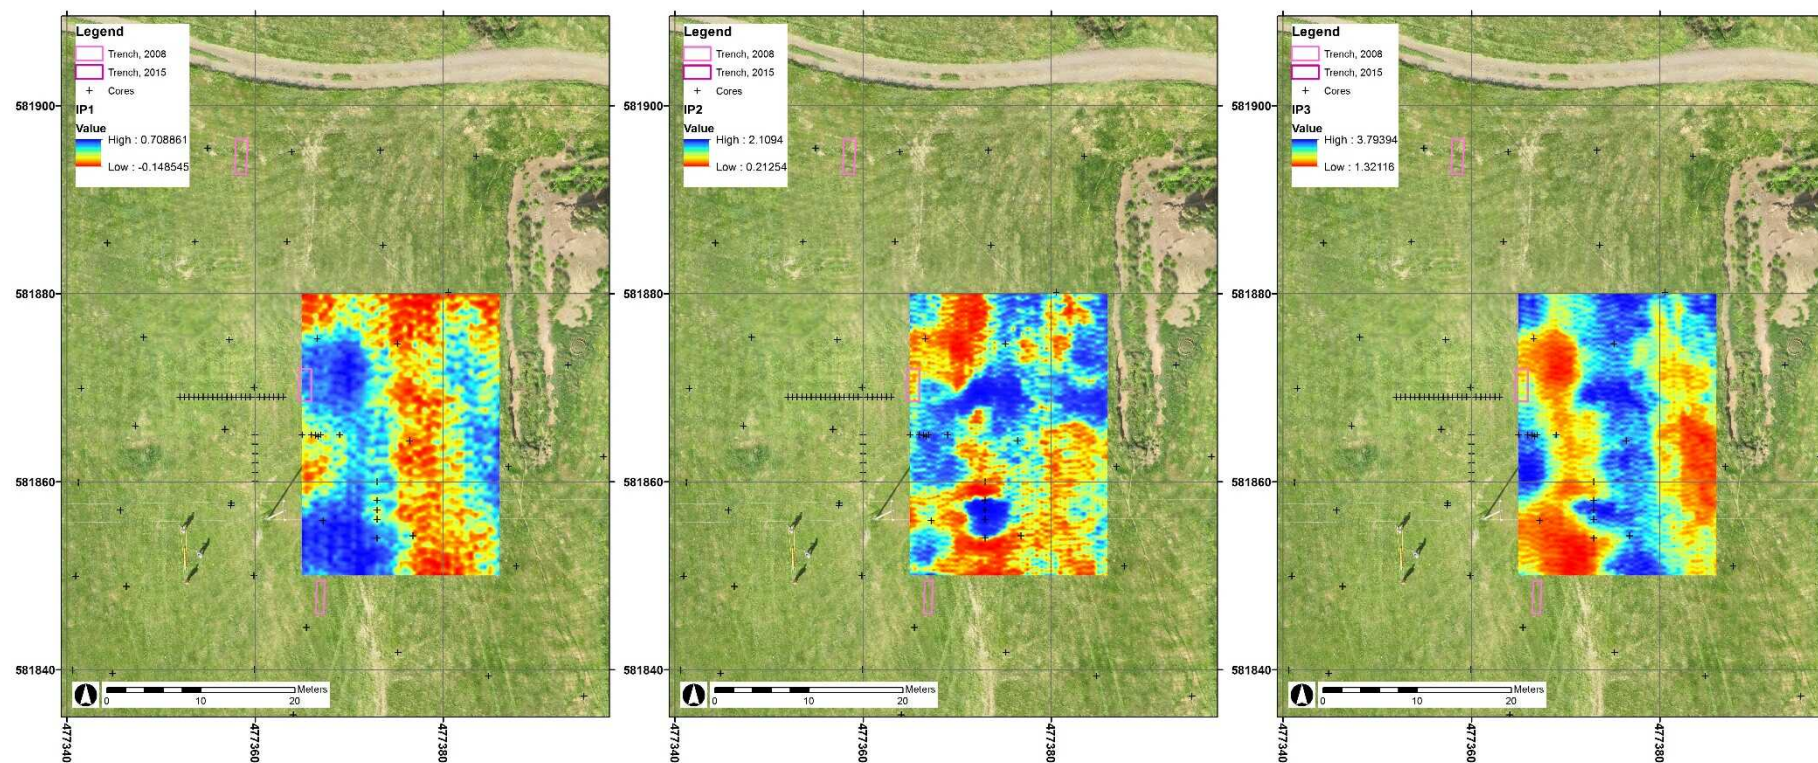 Legend
Trench, 2008
Trench, 2015
Cores
IP1
Value
High : 0.708861
Low : -0.148545
581900
581880
581860
581840
0 10 20 Meters
477340 477360 477380
Legend
Trench, 2008
Trench, 2015
Cores
IP2
Value
High : 2.1094
Low : 0.21254
581900
581880
581860
581840
0 10 20 Meters
477340 477360 477380
Legend
Trench, 2008
Trench, 2015
Cores
IP3
Value
High : 3.79394
Low : 1.32116
581900
581880
581860
581840
0 10 20 Meters
477340 477360 477380